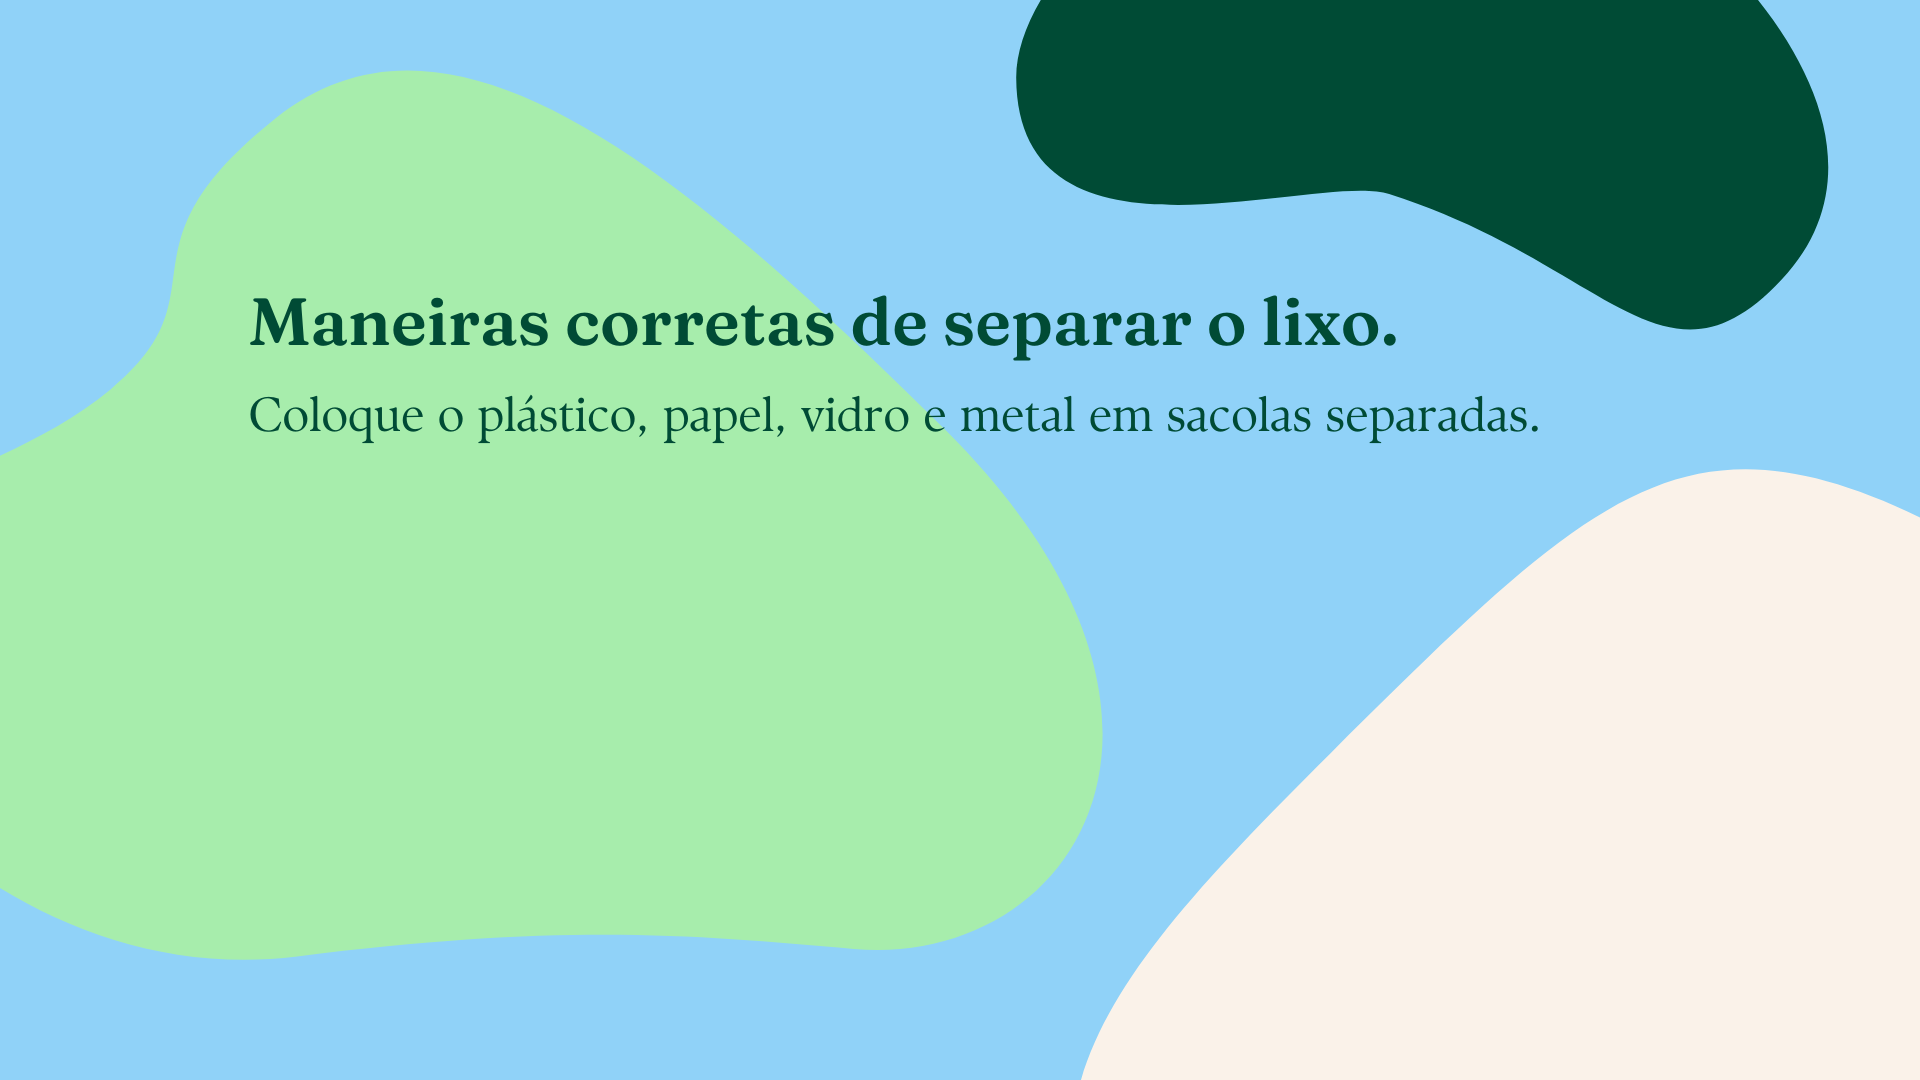 Maneiras corretas de separar o lixo.
Coloque o plástico, papel, vidro e metal em sacolas separadas.